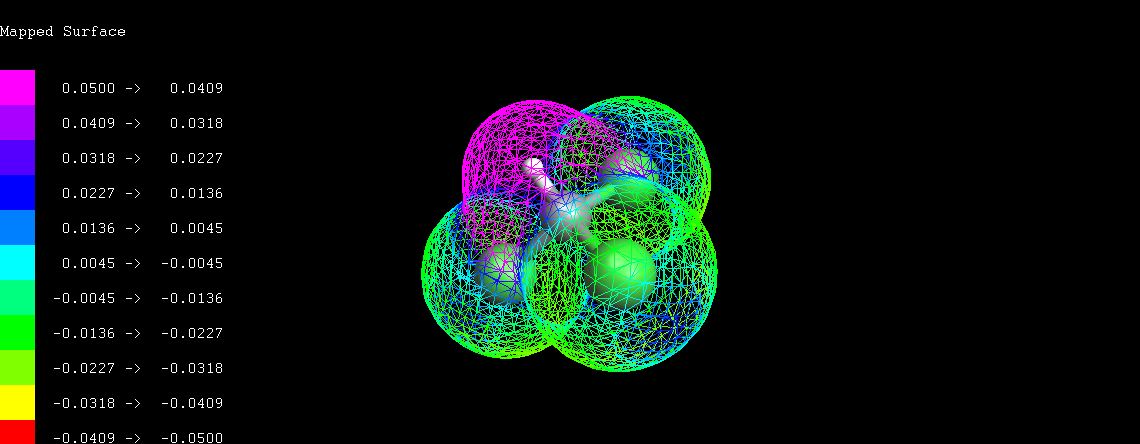 Mapped Surface
0.0500 -> 0.0409
0.0409 -> 0.0318
0.0318 -> 0.0227
0.0227 -> 0.0136
0.0136 -> 0.0045
0.0045 -> -0.0045
-0.0045 -> -0.0136
-0.0136 -> -0.0227
-0.0227 -> -0.0318
-0.0318 -> -0.0409
-0.0409 -> -0.0500